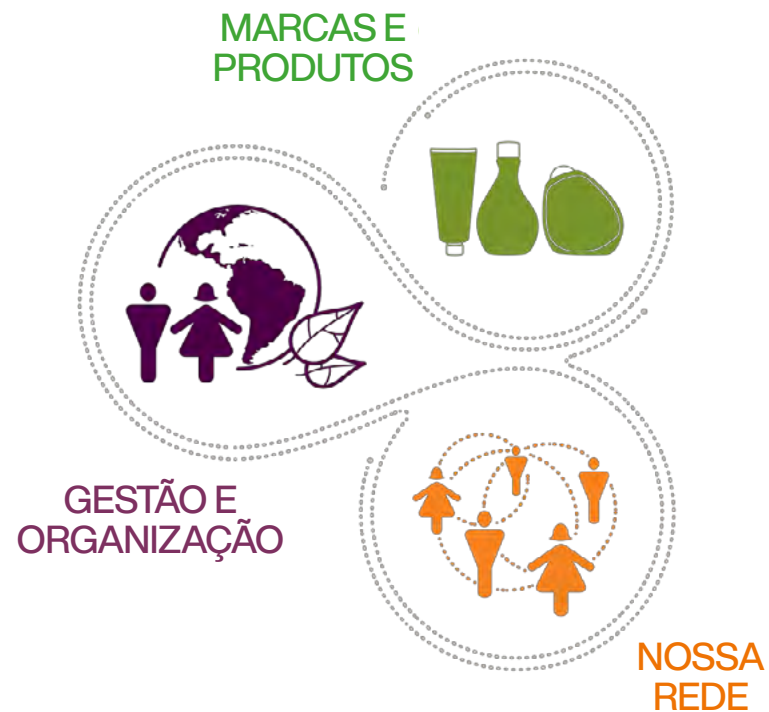 MARCAS E
PRODUTOS
GESTÃO E
ORGANIZAÇÃO
NOSSA
REDE